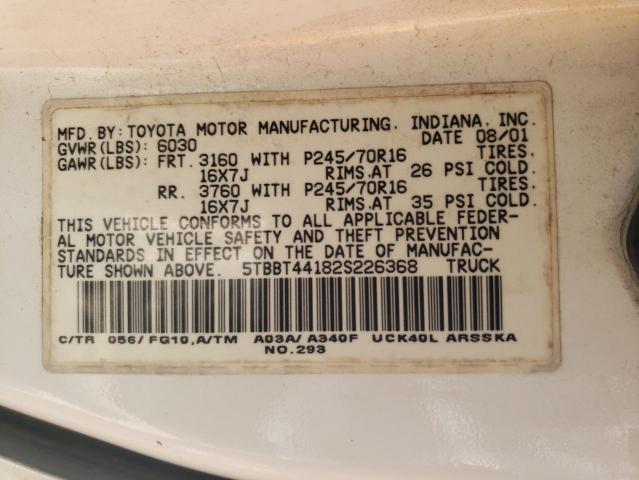 MFD. BY: TOYOTA MOTOR MANUFACTURING, INDIANA, INC.
GVWR(LBS): 6030 DATE 08/01
GAWR(LBS): FRT. 3160 WITH P245/70R16 TIRES,
16X7J RIMS,AT 26 PSI COLD.
RR. 3760 WITH P245/70R16 TIRES,
16X7J RIMS,AT 35 PSI COLD.
THIS VEHICLE CONFORMS TO ALL APPLICABLE FEDER-
AL MOTOR VEHICLE SAFETY AND THEFT PREVENTION
STANDARDS IN EFFECT ON THE DATE OF MANUFAC-
TURE SHOWN ABOVE. 5TBBT44182S226368 TRUCK
C/TR 056/FG10,A/TM A03A/A340F UCK40L ARSSKA
NO.293